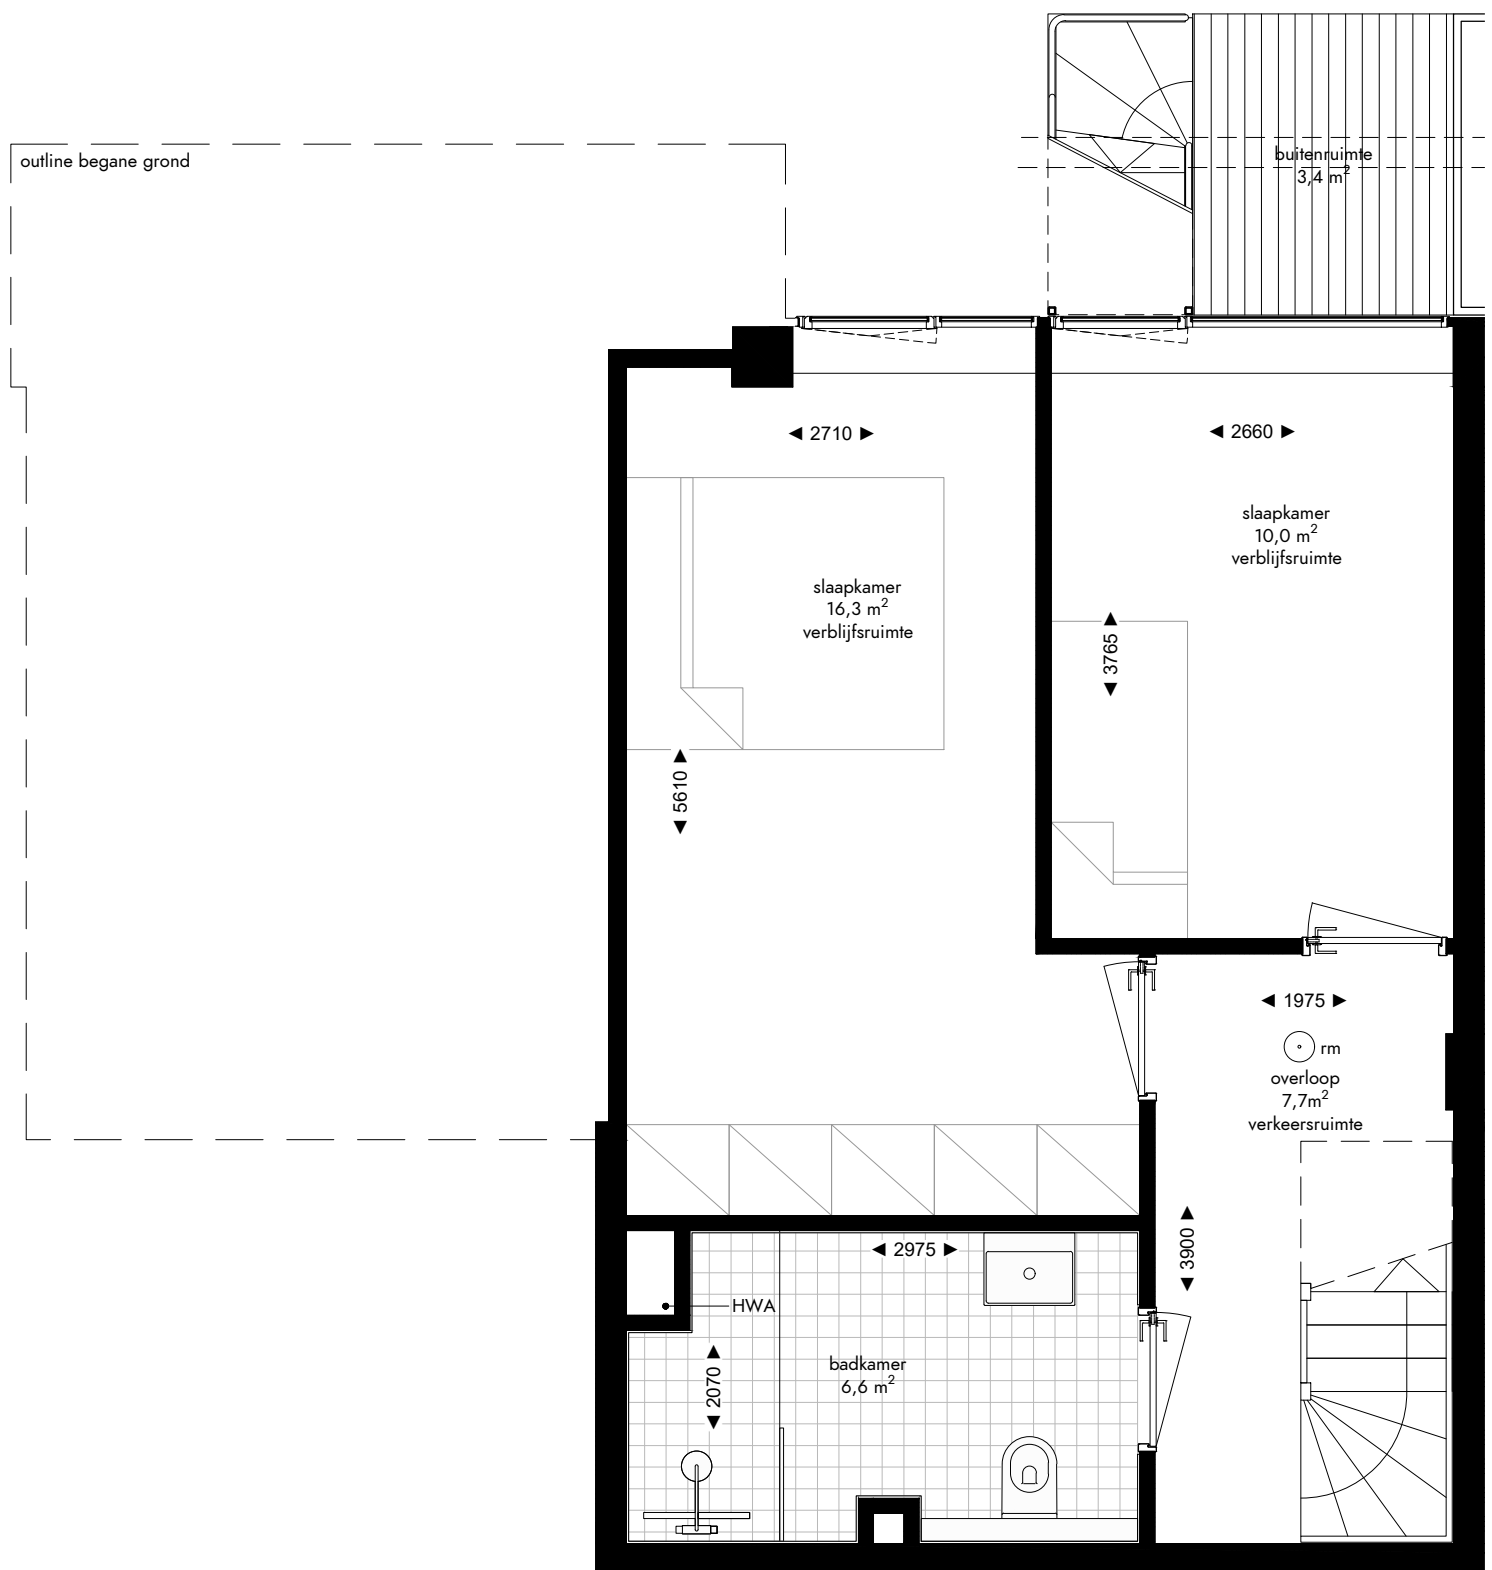 outline begane grond
buitenruimte
3,4 m²
2710
2660
slaapkamer
10,0 m²
verblijfsruimte
slaapkamer
16,3 m²
verblijfsruimte
3765
5610
1975
rm
overloop
7,7m²
verkeersruimte
3900
2975
HWA
badkamer
6,6 m²
2070